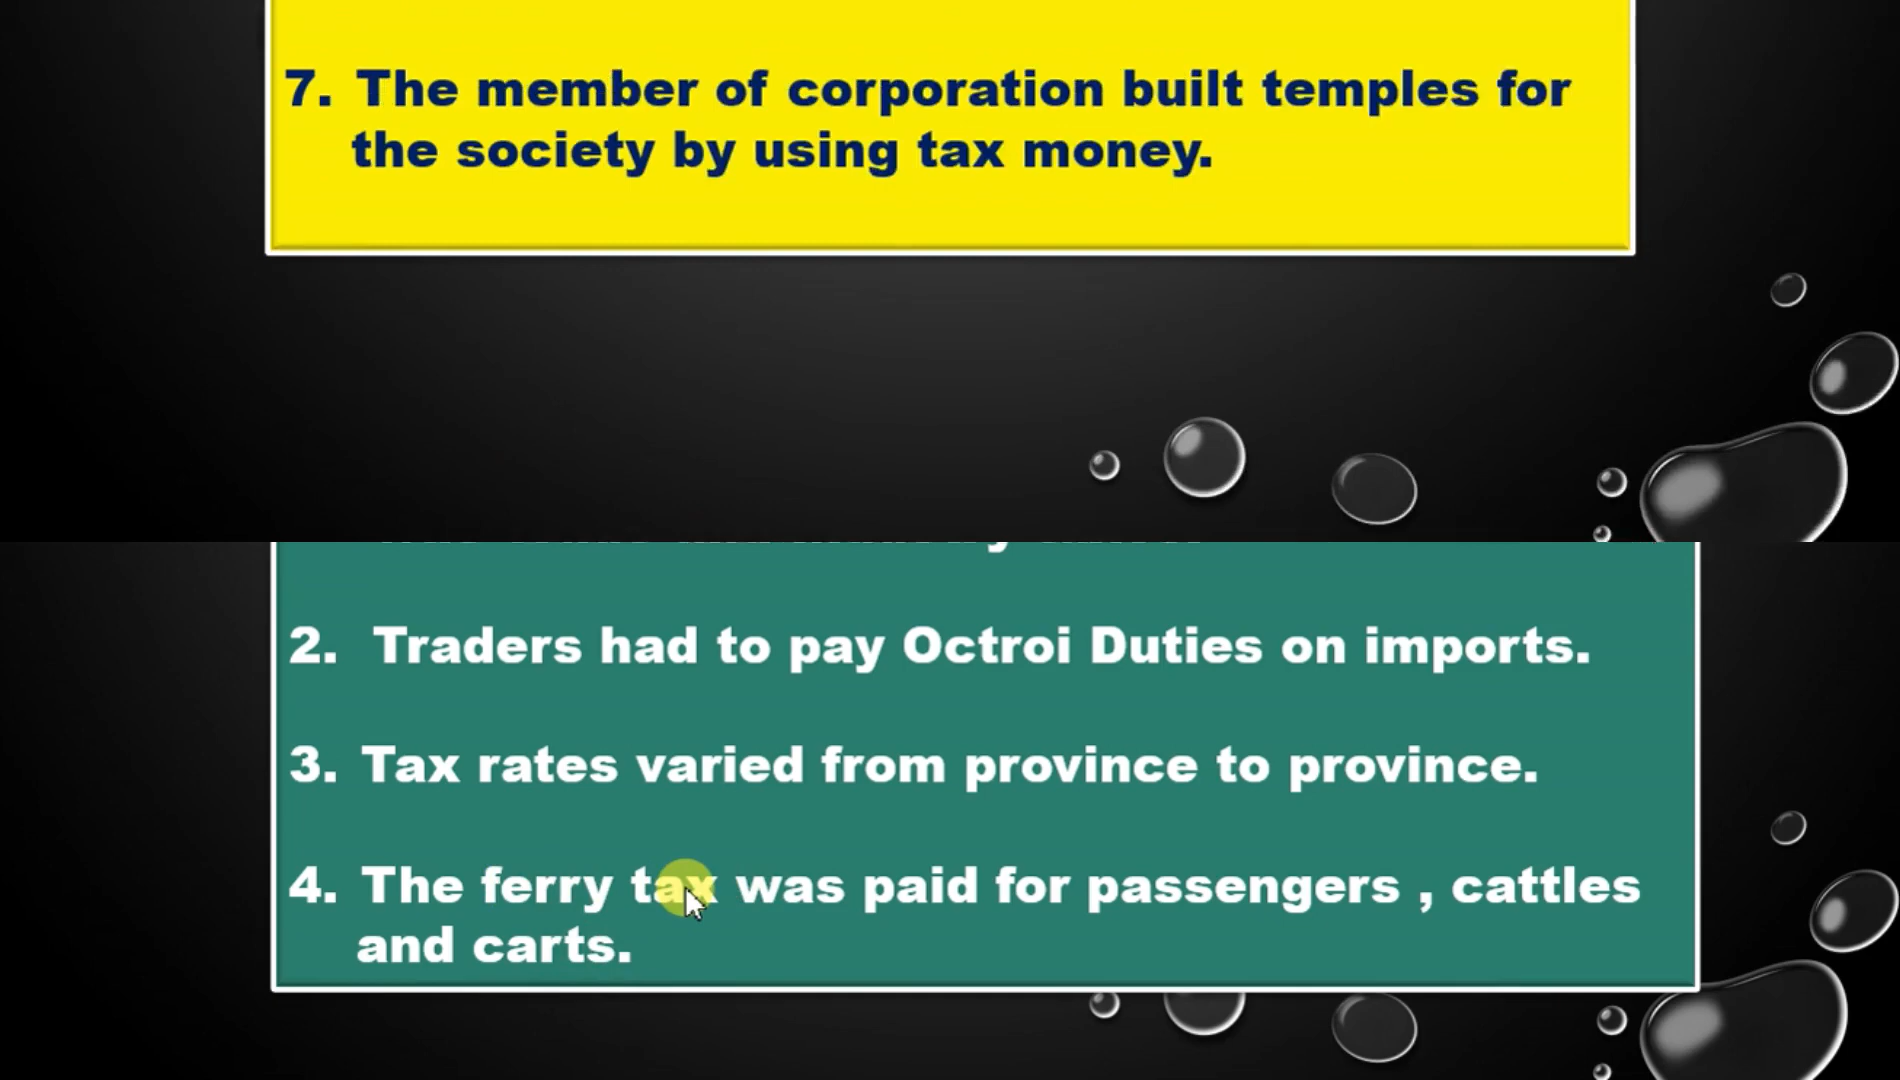 7. The member of corporation built temples for
the society by using tax money.
2. Traders had to pay Octroi Duties on imports.
3. Tax rates varied from province to province.
4. The ferry tax was paid for passengers , cattles
and carts.